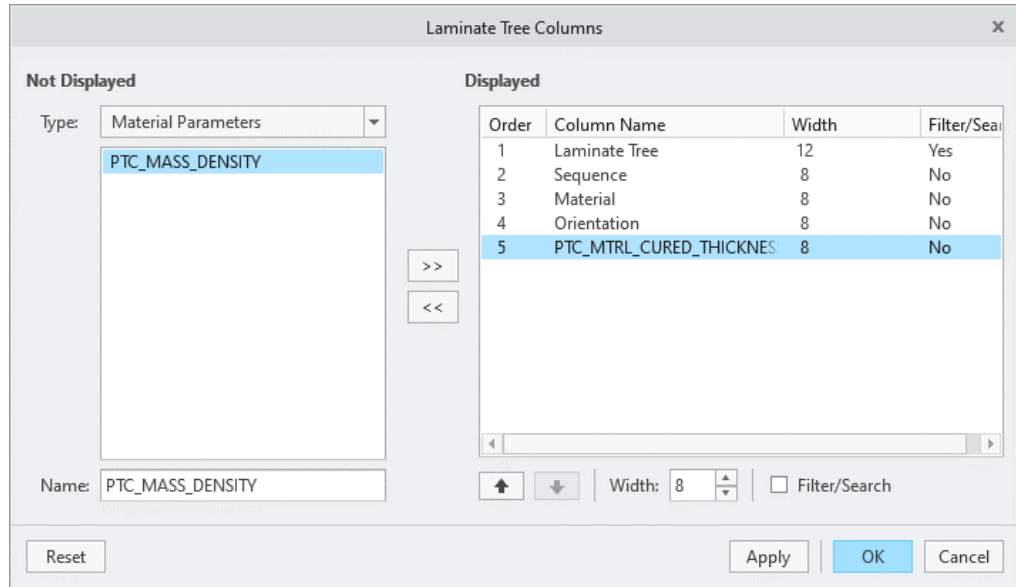 Laminate Tree Columns
Not Displayed
Type: Material Parameters
PTC_MASS_DENSITY
Name: PTC_MASS_DENSITY
>>
<<
Displayed
Order Column Name Width Filter/Sear
1 Laminate Tree 12 Yes
2 Sequence 8 No
3 Material 8 No
4 Orientation 8 No
5 PTC_MTRL_CURED_THICKNES 8 No
Width: 8 Filter/Search
Reset Apply OK Cancel